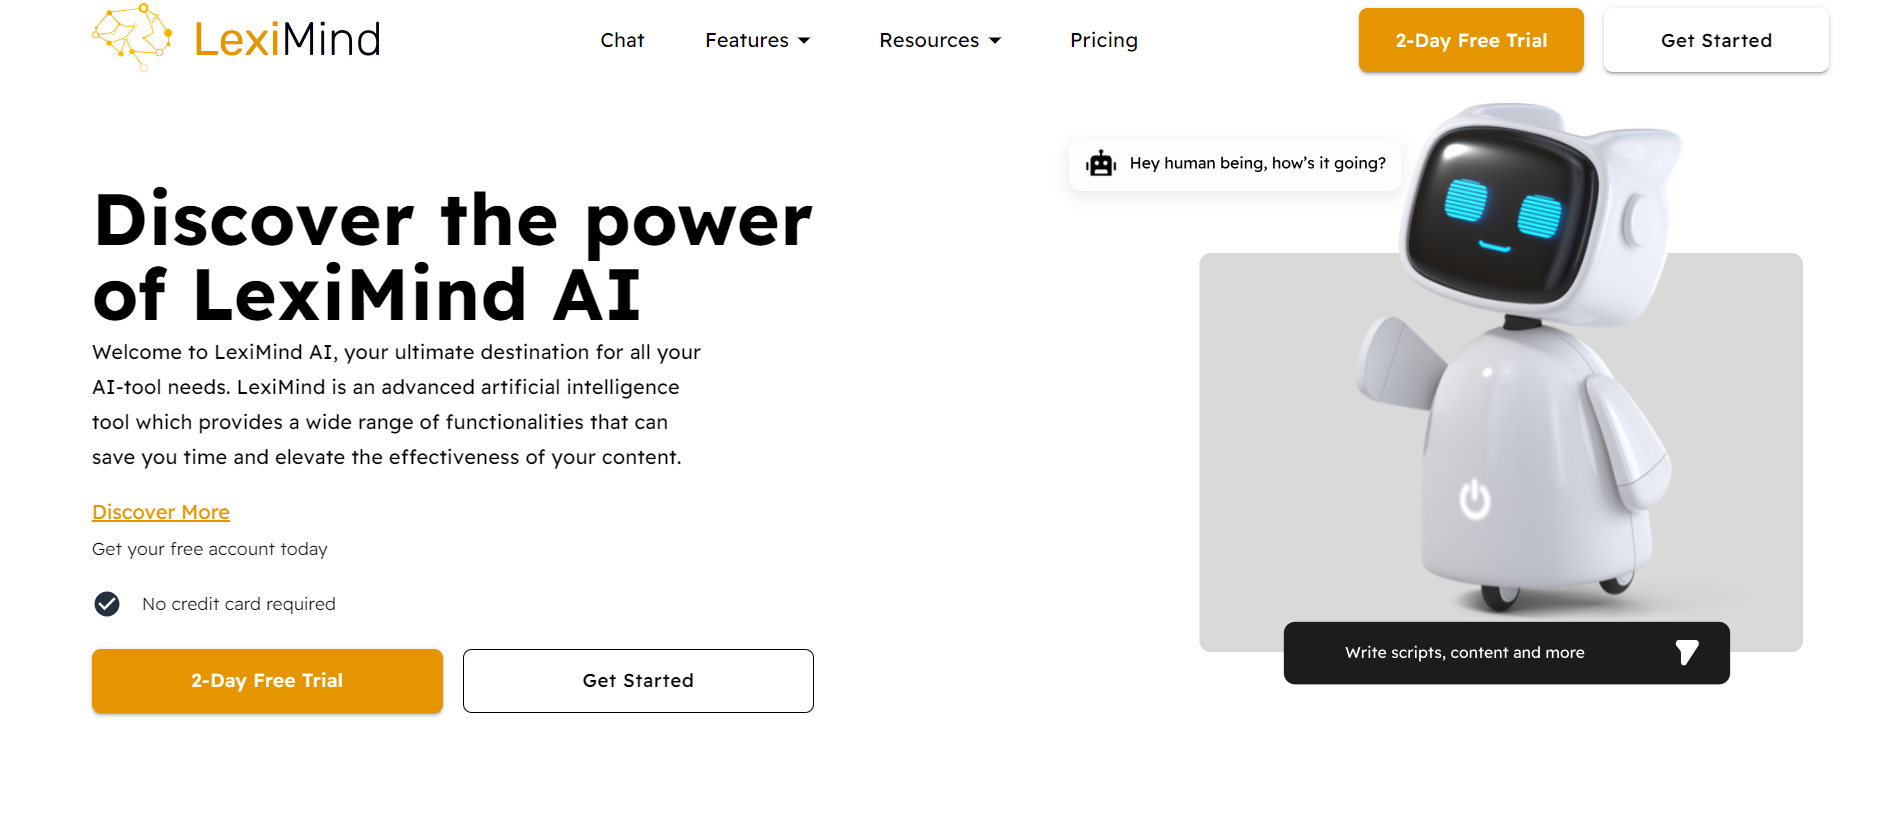 LexiMind
Chat
Features
Resources
Pricing
2-Day Free Trial
Get Started
Hey human being, how's it going?
Discover the power
of LexiMind AI
Welcome to LexiMind AI, your ultimate destination for all your
AI-tool needs. LexiMind is an advanced artificial intelligence
tool which provides a wide range of functionalities that can
save you time and elevate the effectiveness of your content.
Discover More
Get your free account today
No credit card required
2-Day Free Trial
Get Started
Write scripts, content and more